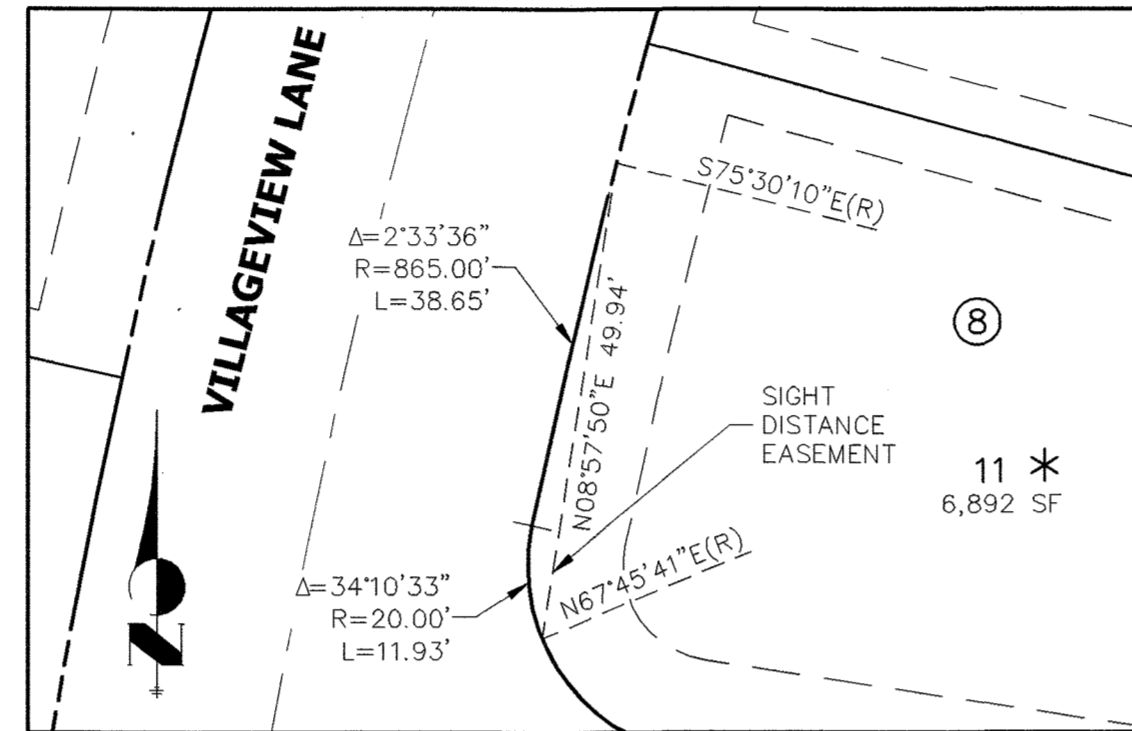 VILLAGEVIEW LANE
S75°30'10"E(R)
Δ=2°33'36"
R=865.00'
L=38.65'
N08°57'50"E 49.94'
8
SIGHT
DISTANCE
EASEMENT
11 *
6,892 SF
N67°45'41"E(R)
Δ=34°10'33"
R=20.00'
L=11.93'
N